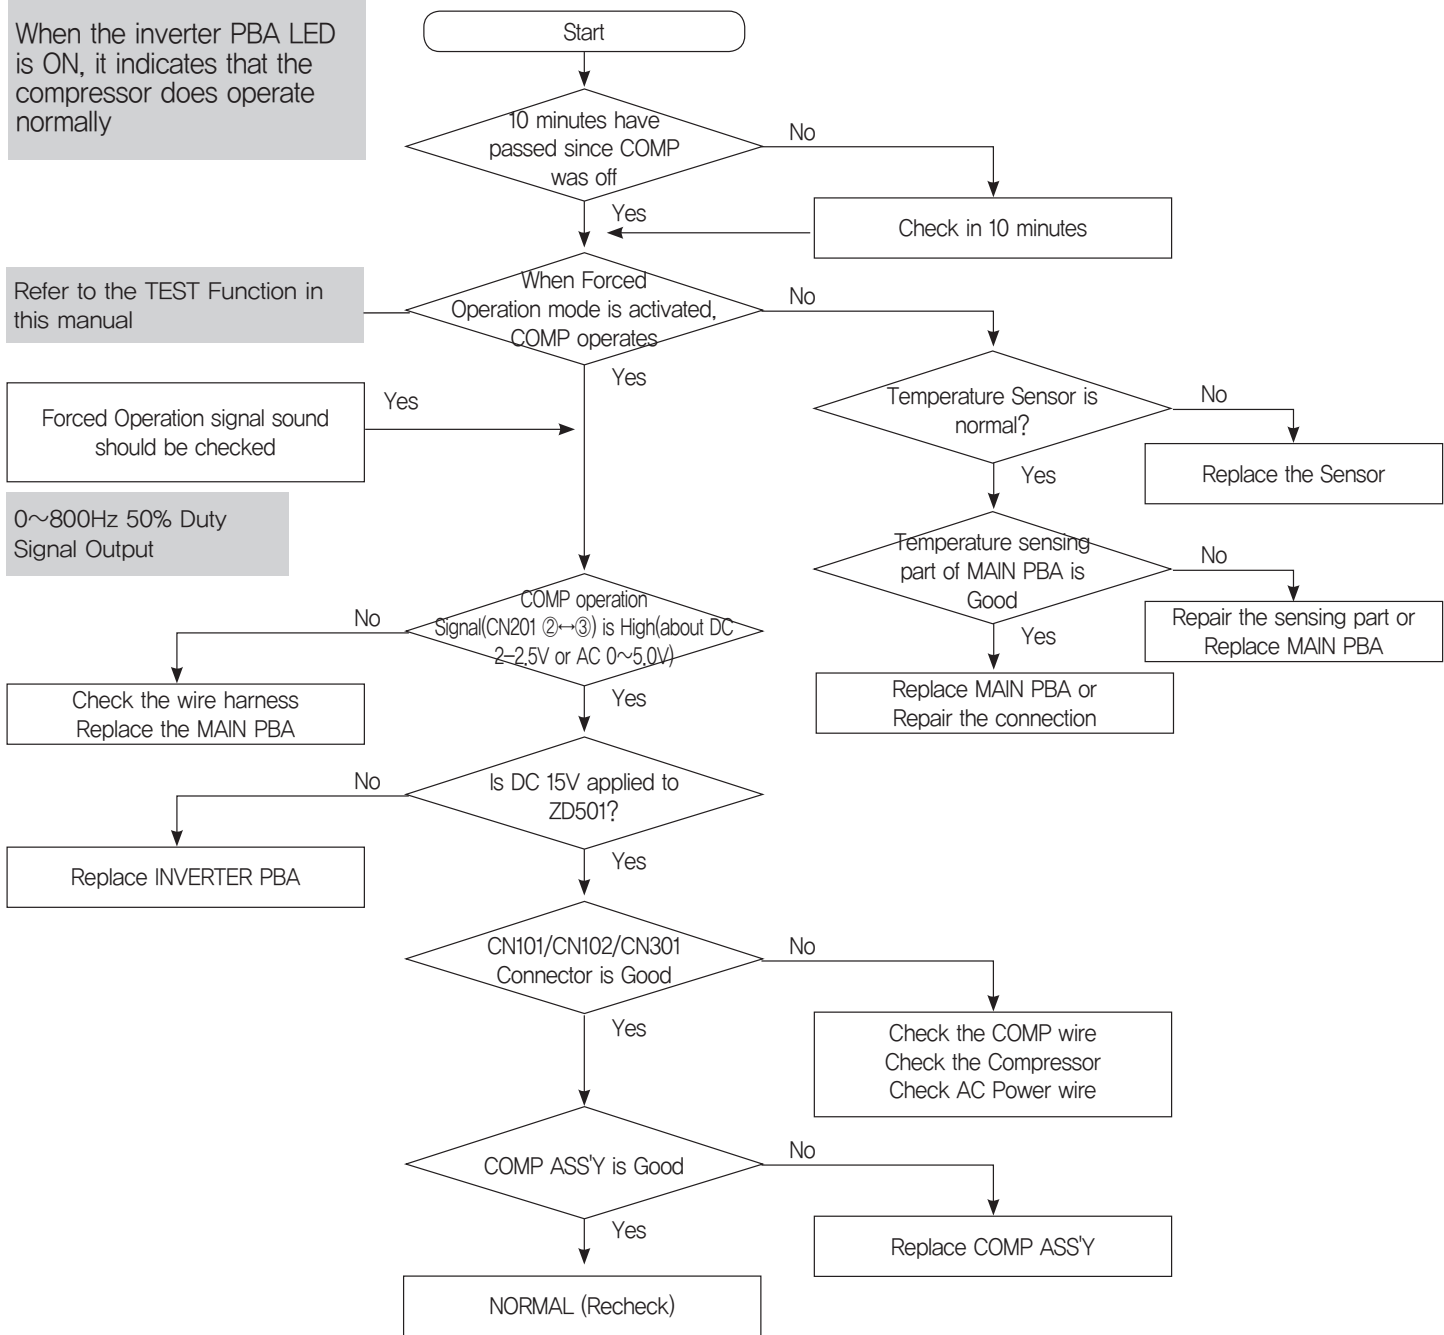 When the inverter PBA LED
is ON, it indicates that the
compressor does operate
normally
Start
10 minutes have
passed since COMP
was off
No
Yes
Check in 10 minutes
Refer to the TEST Function in
this manual
When Forced
Operation mode is activated,
COMP operates
No
Yes
Temperature Sensor is
normal?
No
Yes
Replace the Sensor
Forced Operation signal sound
should be checked
Yes
0~800Hz 50% Duty
Signal Output
Temperature sensing
part of MAIN PBA is
Good
No
Yes
Repair the sensing part or
Replace MAIN PBA
Replace MAIN PBA or
Repair the connection
COMP operation
Signal(CN201 ②↔③) is High(about DC
2-2.5V or AC 0~5.0V)
No
Yes
Check the wire harness
Replace the MAIN PBA
Is DC 15V applied to
ZD501?
No
Yes
Replace INVERTER PBA
CN101/CN102/CN301
Connector is Good
No
Yes
Check the COMP wire
Check the Compressor
Check AC Power wire
COMP ASS'Y is Good
No
Yes
Replace COMP ASS'Y
NORMAL (Recheck)